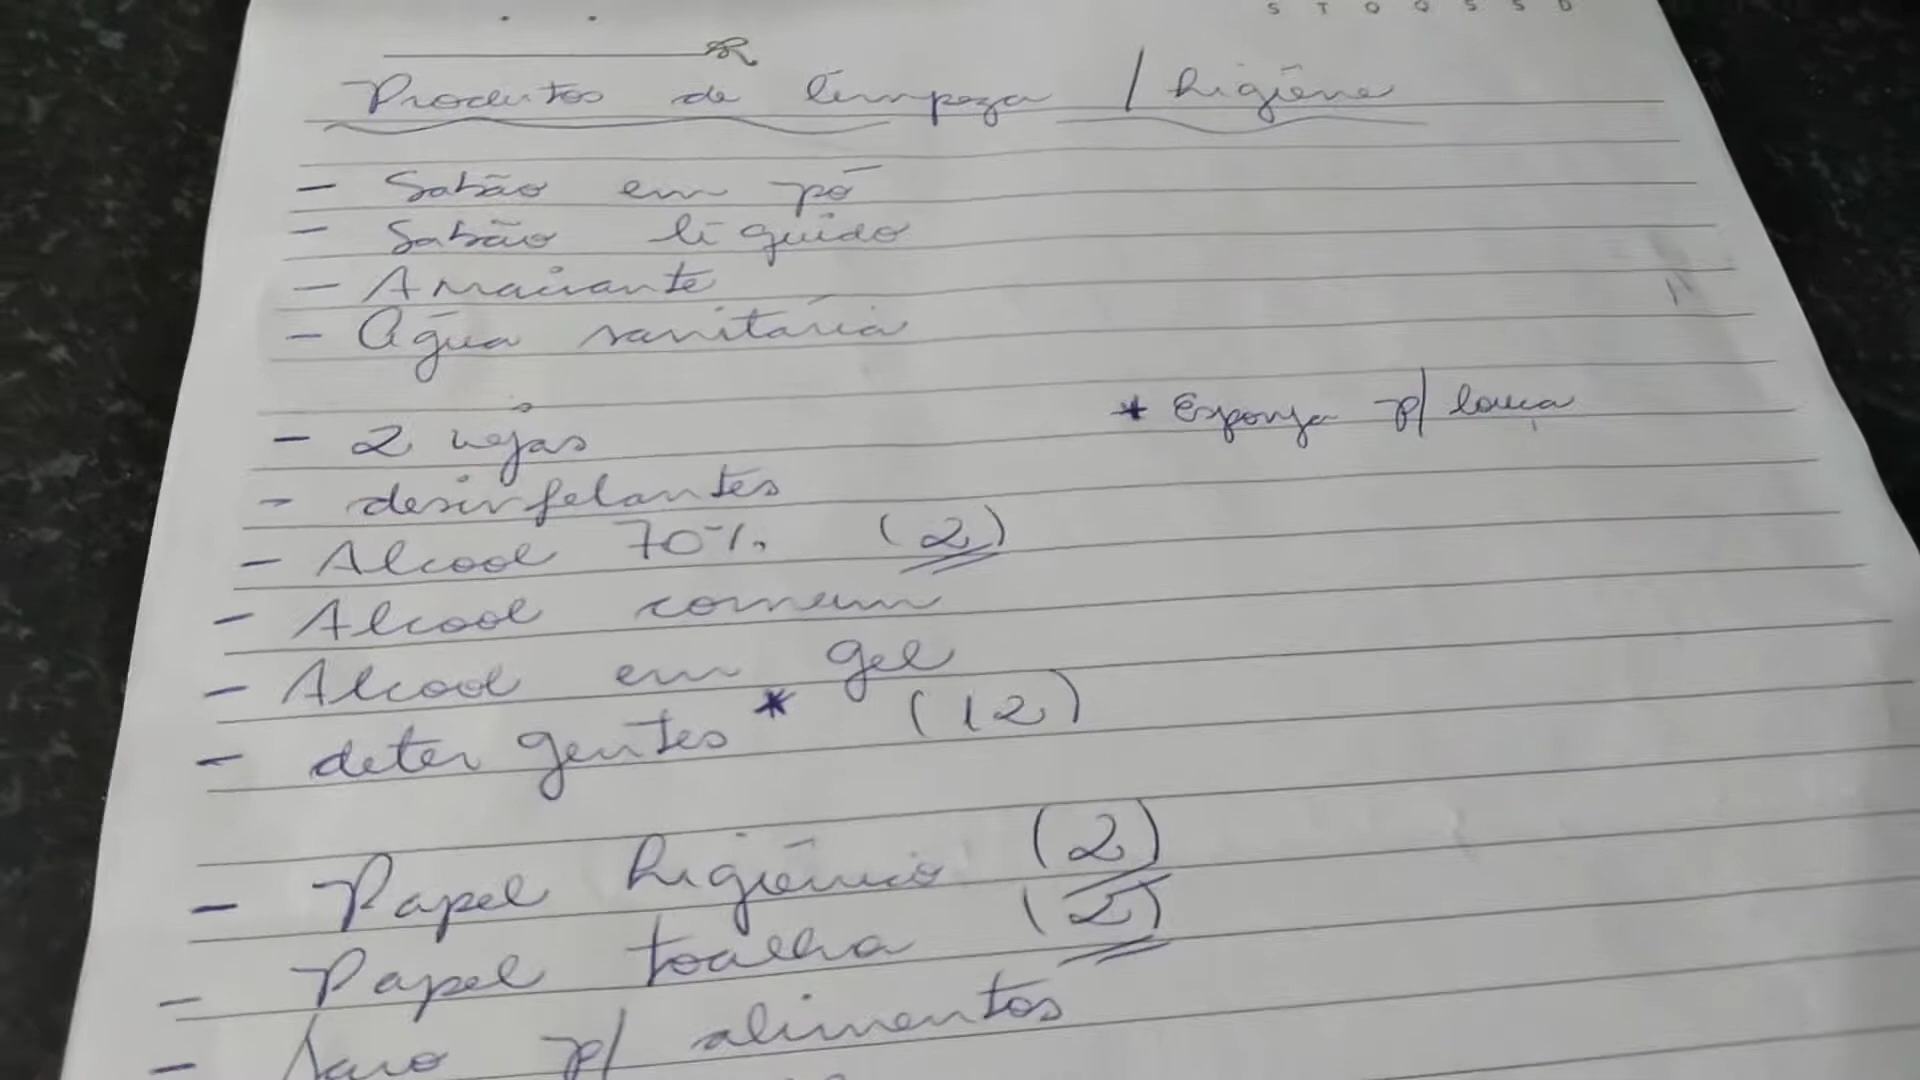 S T Q Q S S D
Produtos de limpeza / higiene
- Sabão em pó
- Sabão líquido
- Amaciante
- Água sanitária
* Esponja p/ louça
- 2 vejas
- desinfetantes
- Alcool 70% (2)
- Alcool comum
- Alcool em gel
- detergentes * (12)
- Papel higiênico (2)
- Papel toalha (2)
- Saco p/ alimentos